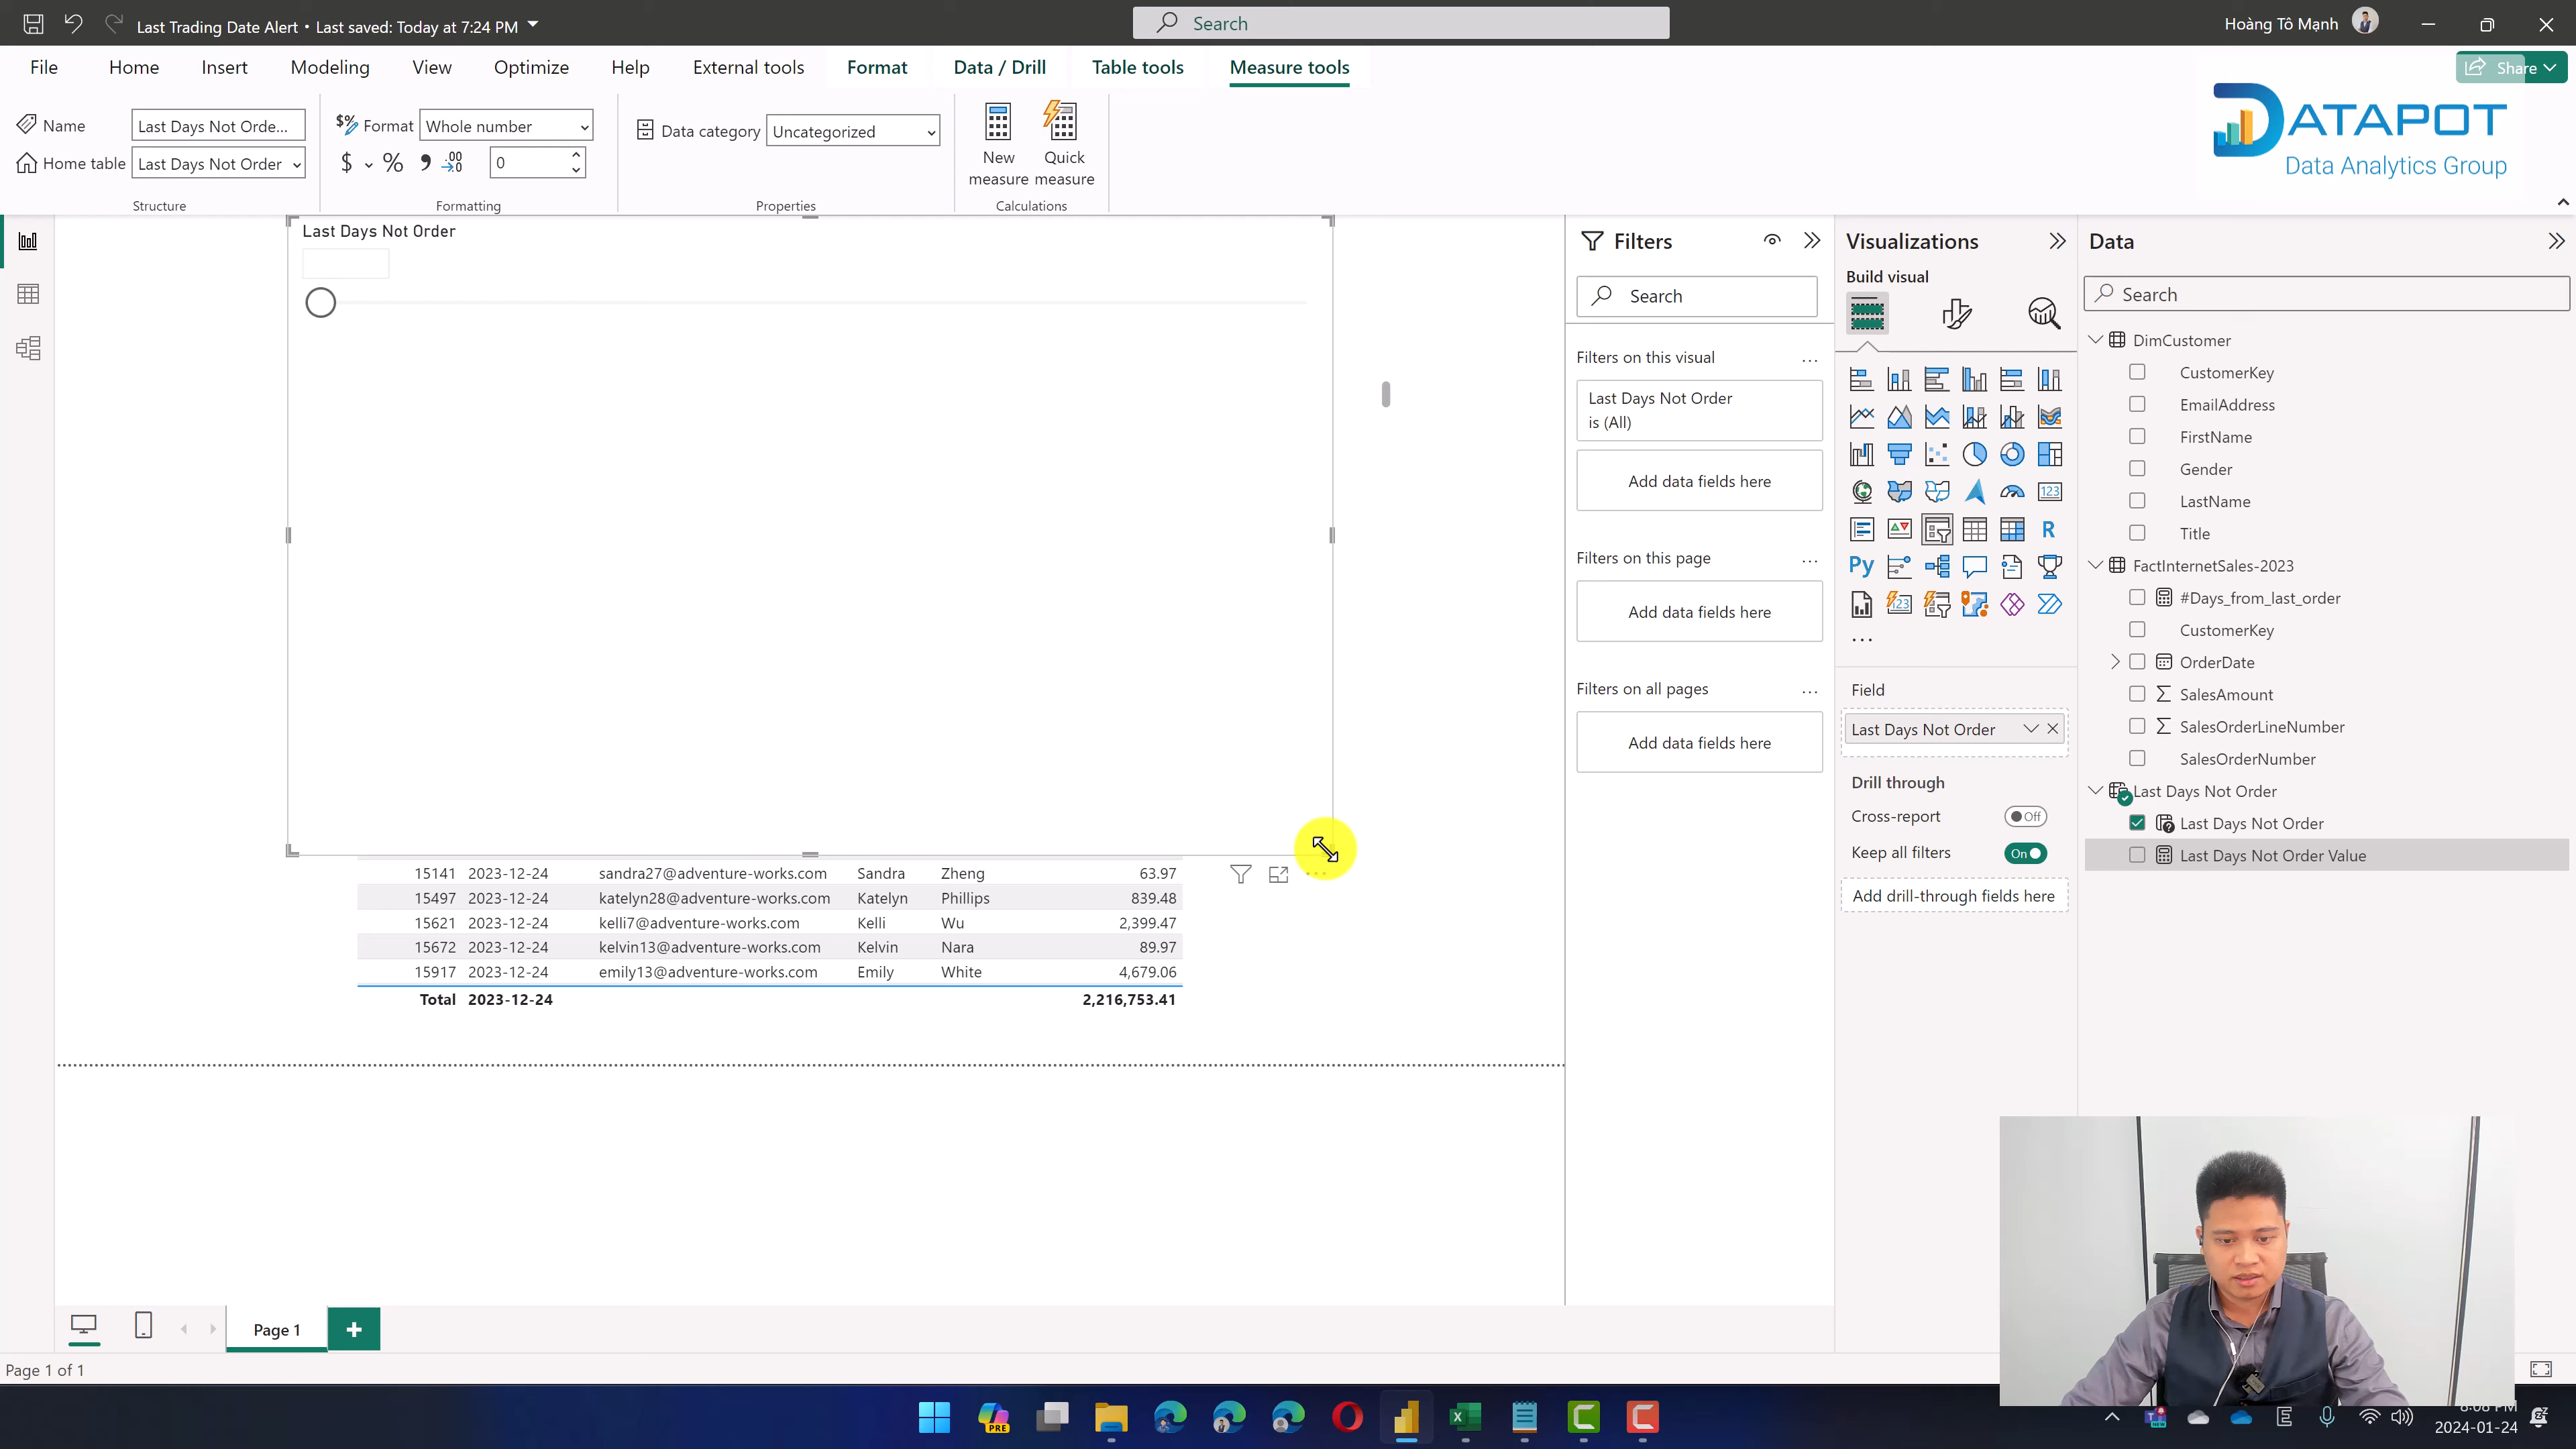 Last Trading Date Alert • Last saved: Today at 7:24 PM
Search
Hoàng Tô Mạnh
File Home Insert Modeling View Optimize Help External tools Format Data / Drill Table tools Measure tools
Share
Name Last Days Not Orde...
Home table Last Days Not Order
Structure
$% Format Whole number
$ % , .00 0
Formatting
Data category Uncategorized
Properties
New measure
Quick measure
Calculations
DATAPOT
Data Analytics Group
Last Days Not Order
15141 2023-12-24 sandra27@adventure-works.com Sandra Zheng 63.97
15497 2023-12-24 katelyn28@adventure-works.com Katelyn Phillips 839.48
15621 2023-12-24 kelli7@adventure-works.com Kelli Wu 2,399.47
15672 2023-12-24 kelvin13@adventure-works.com Kelvin Nara 89.97
15917 2023-12-24 emily13@adventure-works.com Emily White 4,679.06
Total 2023-12-24 2,216,753.41
Filters
Search
Filters on this visual ...
Last Days Not Order
is (All)
Add data fields here
Filters on this page ...
Add data fields here
Filters on all pages ...
Add data fields here
Visualizations
Build visual
123
R
Py
123
...
Field
Last Days Not Order
Drill through
Cross-report Off
Keep all filters On
Add drill-through fields here
Data
Search
DimCustomer
CustomerKey
EmailAddress
FirstName
Gender
LastName
Title
FactInternetSales-2023
#Days_from_last_order
CustomerKey
OrderDate
SalesAmount
SalesOrderLineNumber
SalesOrderNumber
Last Days Not Order
Last Days Not Order
Last Days Not Order Value
Page 1
Page 1 of 1
PRE
8:08 PM
2024-01-24